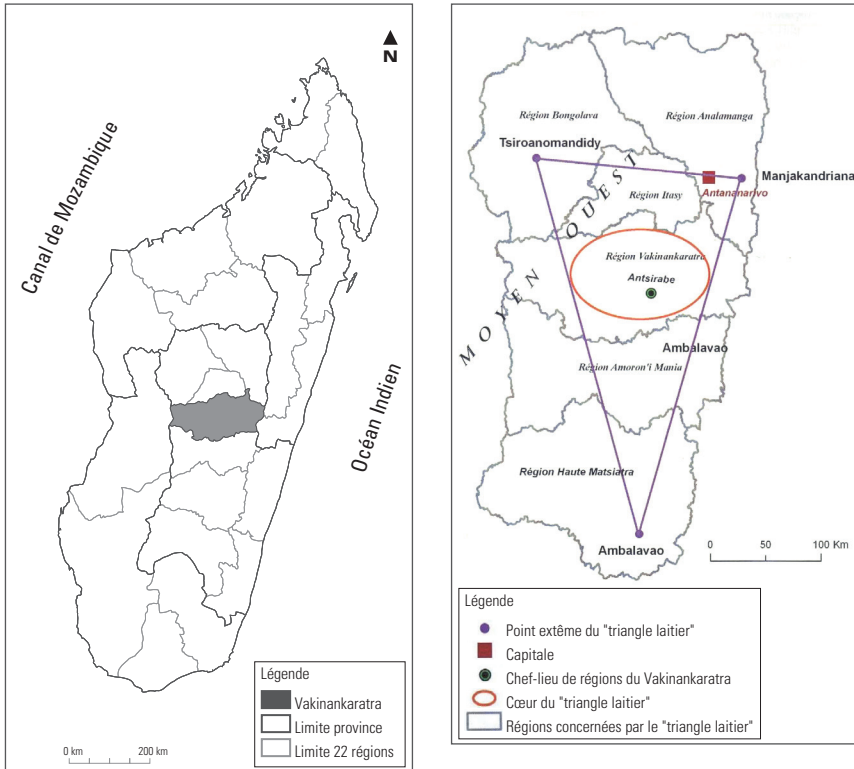 N
Canal de Mozambique
Océan Indien
Légende
Vakinankaratra
Limite province
Limite 22 régions
0 km 200 km
Région Bongolava
Région Analamanga
Tsiroanomandidy
Manjakandriana
Antananarivo
Région Itasy
MOYEN OUEST
Région Vakinankaratra
Antsirabe
Ambalavao
Région Amoron'i Mania
Région Haute Matsiatra
Ambalavao
0 50 100 Km
Légende
Point extême du "triangle laitier"
Capitale
Chef-lieu de régions du Vakinankaratra
Cœur du "triangle laitier"
Régions concernées par le "triangle laitier"